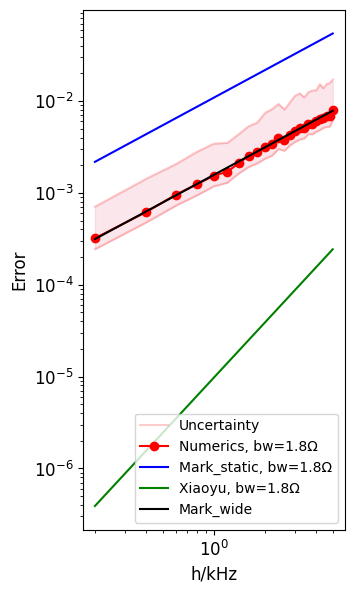 Error
10⁻²
10⁻³
10⁻⁴
10⁻⁵
10⁻⁶
Uncertainty
Numerics, bw=1.8Ω
Mark_static, bw=1.8Ω
Xiaoyu, bw=1.8Ω
Mark_wide
10⁰
h/kHz